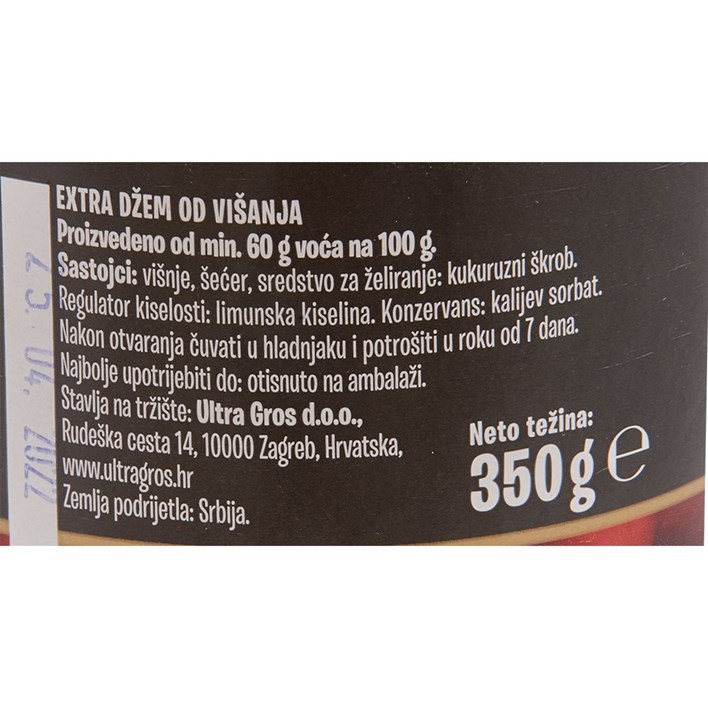 EXTRA DŽEM OD VIŠANJA
Proizvedeno od min. 60 g voća na 100 g.
Sastojci: višnje, šećer, sredstvo za želiranje: kukuruzni škrob.
Regulator kiselosti: limunska kiselina. Konzervans: kalijev sorbat.
Nakon otvaranja čuvati u hladnjaku i potrošiti u roku od 7 dana.
Najbolje upotrijebiti do: otisnuto na ambalaži.
Stavlja na tržište: Ultra Gros d.o.o.,
Rudeška cesta 14, 10000 Zagreb, Hrvatska,
www.ultragros.hr
Zemlja podrijetla: Srbija.
Neto težina:
350g e
04. 2022